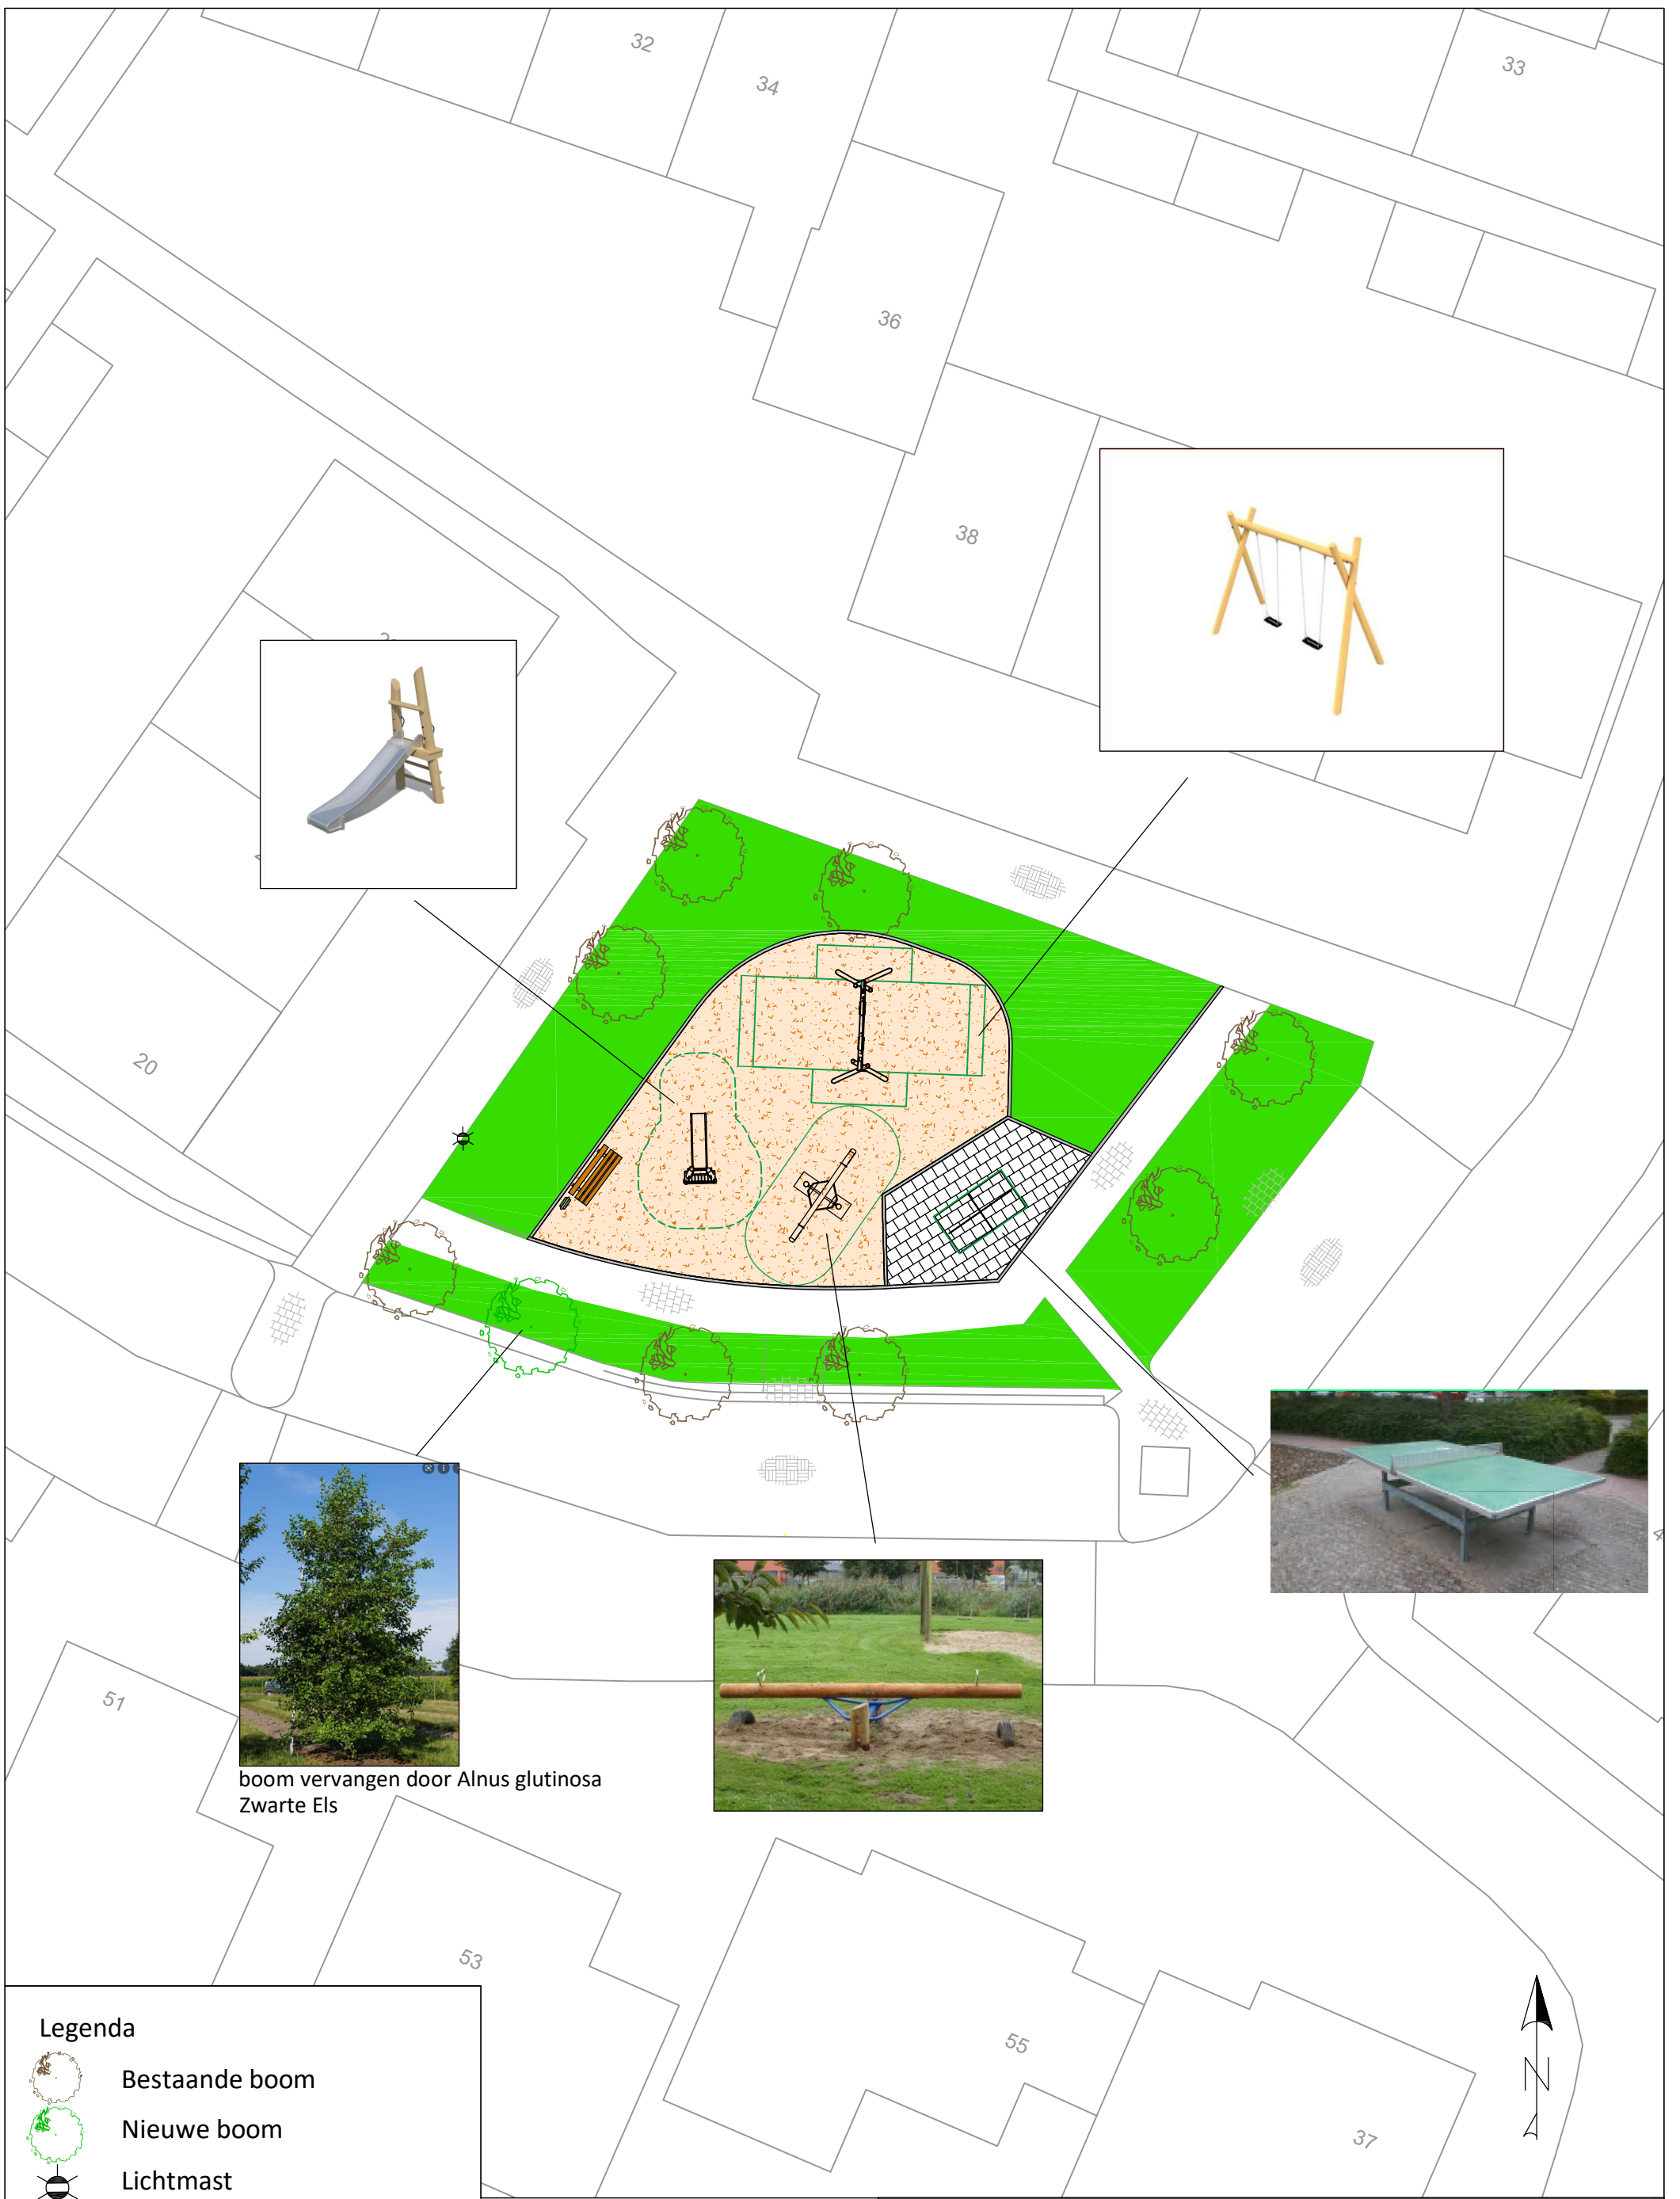 32
34
33
36
38
20
boom vervangen door Alnus glutinosa
Zwarte Els
51
53
55
37
Legenda
Bestaande boom
Nieuwe boom
Lichtmast
N